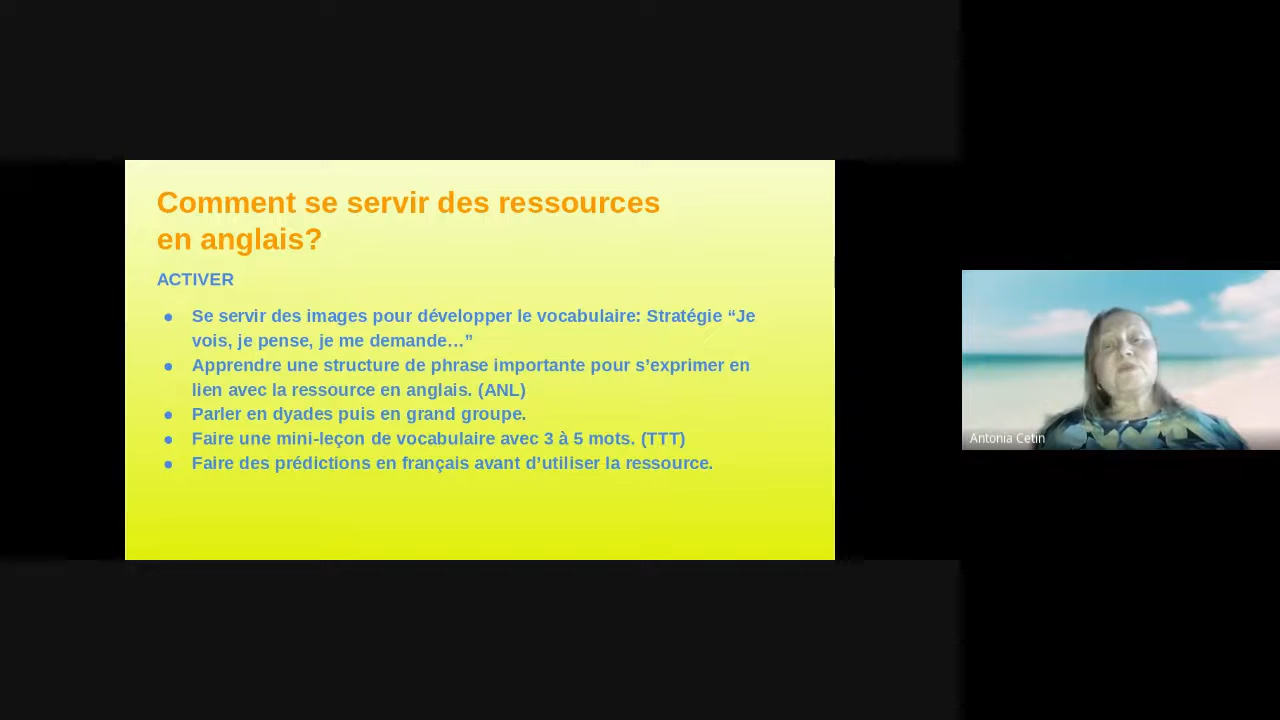 Comment se servir des ressources
en anglais?
ACTIVER
● Se servir des images pour développer le vocabulaire: Stratégie “Je
vois, je pense, je me demande…”
● Apprendre une structure de phrase importante pour s’exprimer en
lien avec la ressource en anglais. (ANL)
● Parler en dyades puis en grand groupe.
● Faire une mini-leçon de vocabulaire avec 3 à 5 mots. (TTT)
● Faire des prédictions en français avant d’utiliser la ressource.
Antonia Cetin